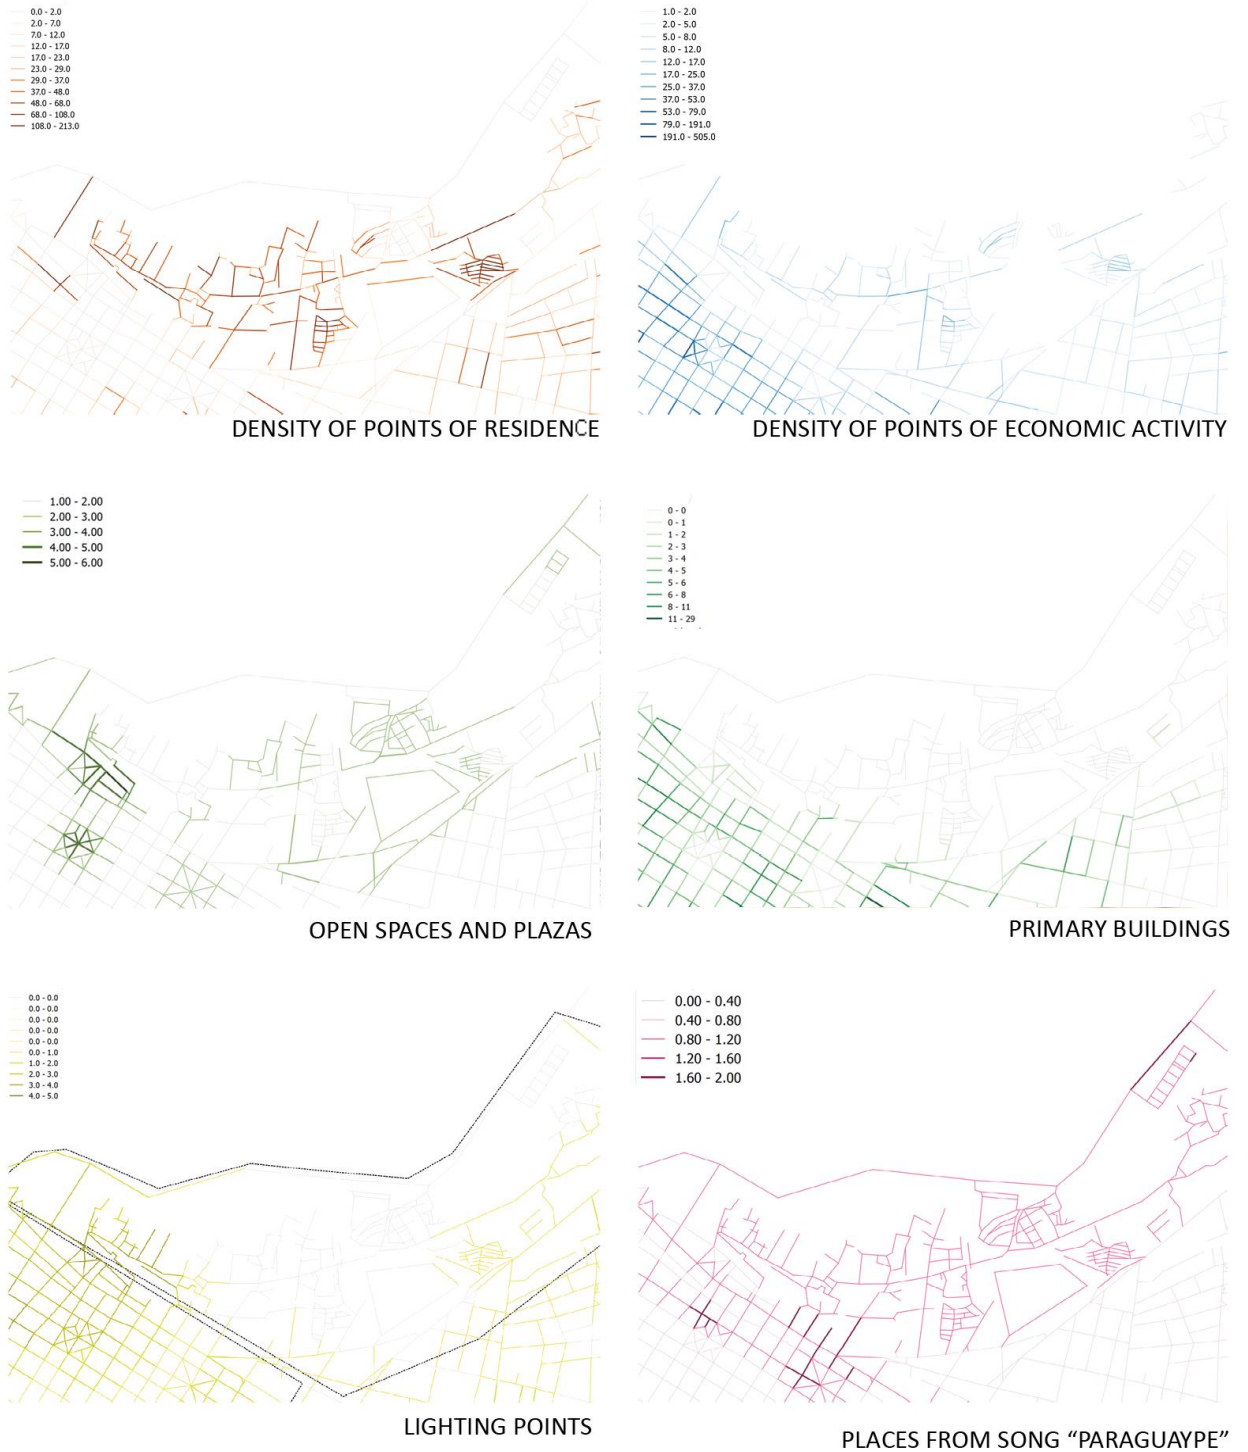 0.0 - 2.0
2.0 - 7.0
7.0 - 12.0
12.0 - 17.0
17.0 - 23.0
23.0 - 29.0
29.0 - 37.0
37.0 - 48.0
48.0 - 68.0
68.0 - 108.0
108.0 - 213.0
DENSITY OF POINTS OF RESIDENCE
1.0 - 2.0
2.0 - 5.0
5.0 - 8.0
8.0 - 12.0
12.0 - 17.0
17.0 - 25.0
25.0 - 37.0
37.0 - 53.0
53.0 - 79.0
79.0 - 191.0
191.0 - 505.0
DENSITY OF POINTS OF ECONOMIC ACTIVITY
1.00 - 2.00
2.00 - 3.00
3.00 - 4.00
4.00 - 5.00
5.00 - 6.00
OPEN SPACES AND PLAZAS
0 - 0
0 - 1
1 - 2
2 - 3
3 - 4
4 - 5
5 - 6
6 - 8
8 - 11
11 - 29
PRIMARY BUILDINGS
0.0 - 0.0
0.0 - 0.0
0.0 - 0.0
0.0 - 0.0
0.0 - 0.0
0.0 - 1.0
1.0 - 2.0
2.0 - 3.0
3.0 - 4.0
4.0 - 5.0
LIGHTING POINTS
0.00 - 0.40
0.40 - 0.80
0.80 - 1.20
1.20 - 1.60
1.60 - 2.00
PLACES FROM SONG “PARAGUAYPE”